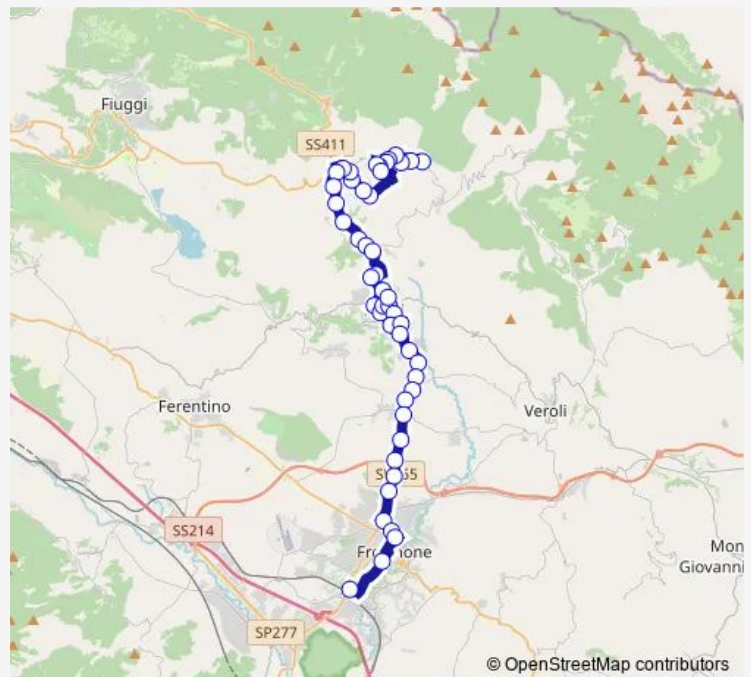 Fiuggi
SS411
Ferentino
Veroli
SS214
Mon
Giovanni
SP277
© OpenStreetMap contributors